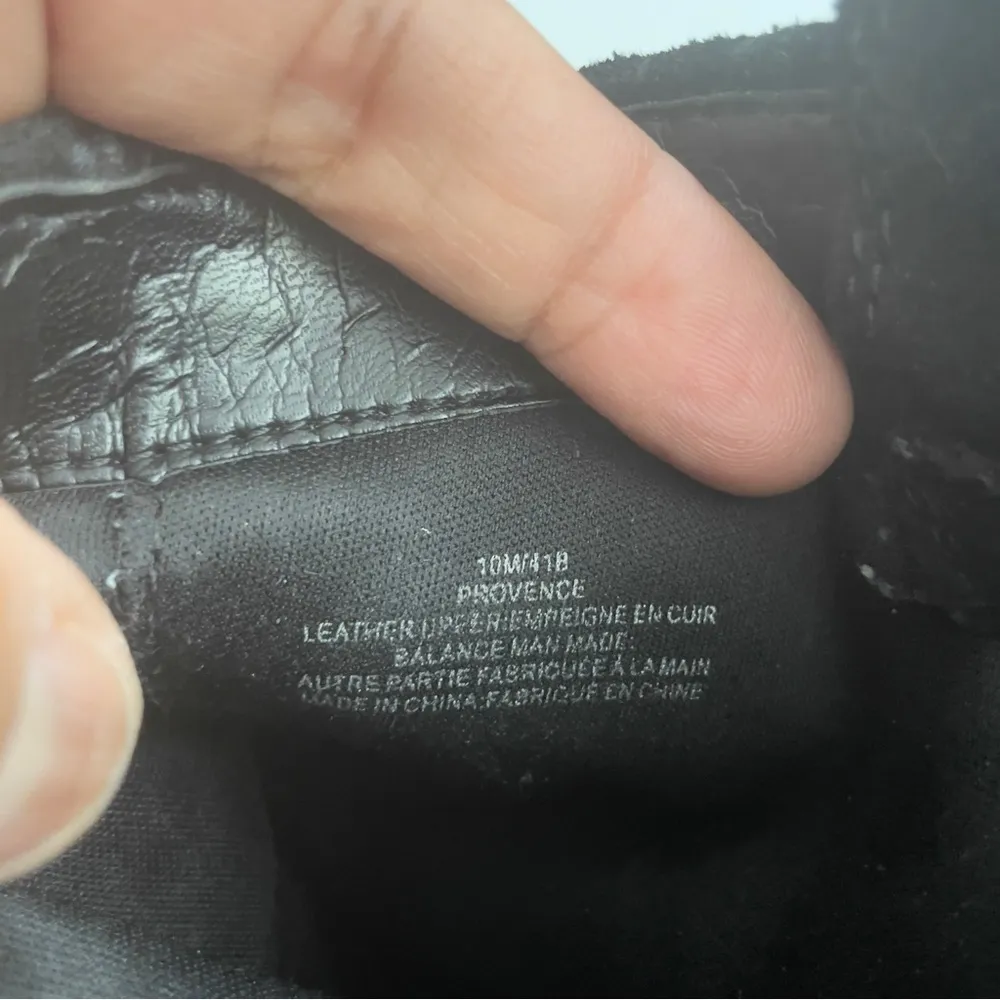 10M/41B
PROVENCE
LEATHER UPPER/EMPEIGNE EN CUIR
BALANCE MAN MADE:
AUTRE PARTIE FABRIQUÉE À LA MAIN
MADE IN CHINA/FABRIQUE EN CHINE